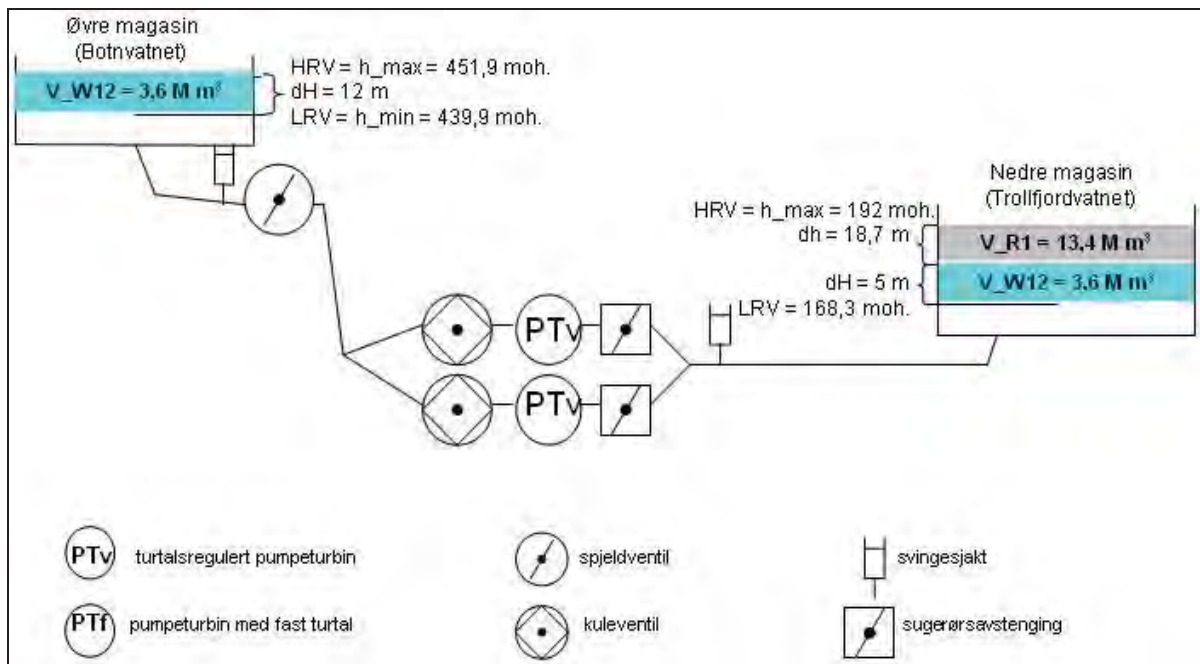 Øvre magasin
(Botnvatnet)
V_W12 = 3,6 M m³
HRV = h_max = 451,9 moh.
dH = 12 m
LRV = h_min = 439,9 moh.
Nedre magasin
(Trollfjordvatnet)
HRV = h_max = 192 moh.
dh = 18,7 m
V_R1 = 13,4 M m³
dH = 5 m
V_W12 = 3,6 M m³
LRV = 168,3 moh.
PTv
PTv
PTv
turtalsregulert pumpeturbin
spjeldventil
svingesjakt
PTf
pumpeturbin med fast turtal
kuleventil
sugerørsavstenging